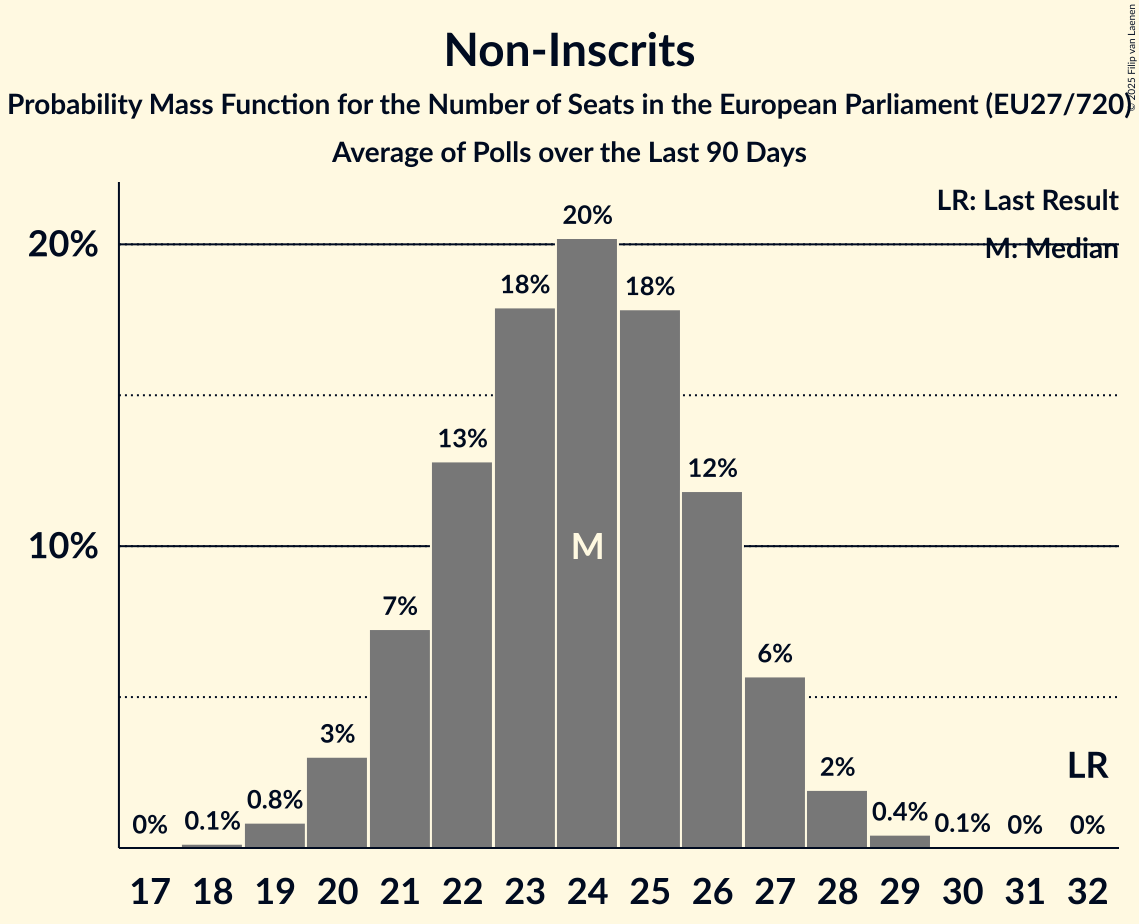 Non-Inscrits
Probability Mass Function for the Number of Seats in the European Parliament (EU27/720)
Average of Polls over the Last 90 Days
© 2025 Filip van Laenen
LR: Last Result
M: Median
20%
10%
0%
0.1%
0.8%
3%
7%
13%
18%
20%
18%
12%
6%
2%
0.4%
0.1%
0%
0%
M
LR
17 18 19 20 21 22 23 24 25 26 27 28 29 30 31 32